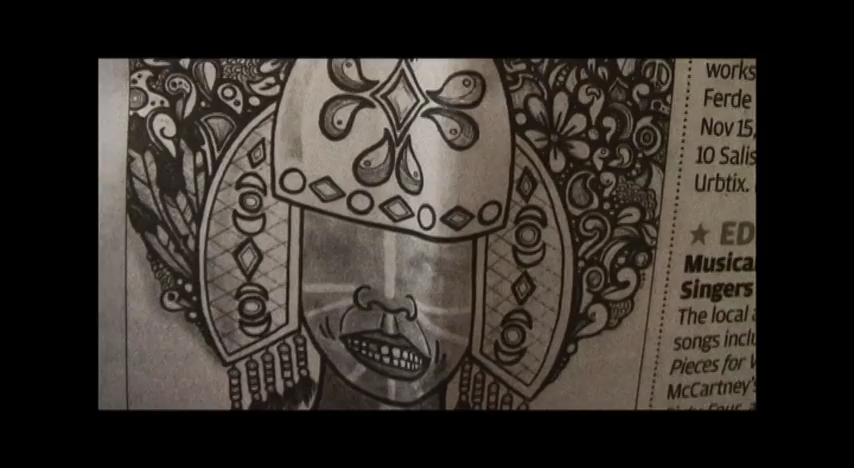 works
Ferde
Nov 15,
10 Salis
Urbtix.
★ ED
Musica
Singers
The local a
songs inclu
Pieces for V
McCartney's